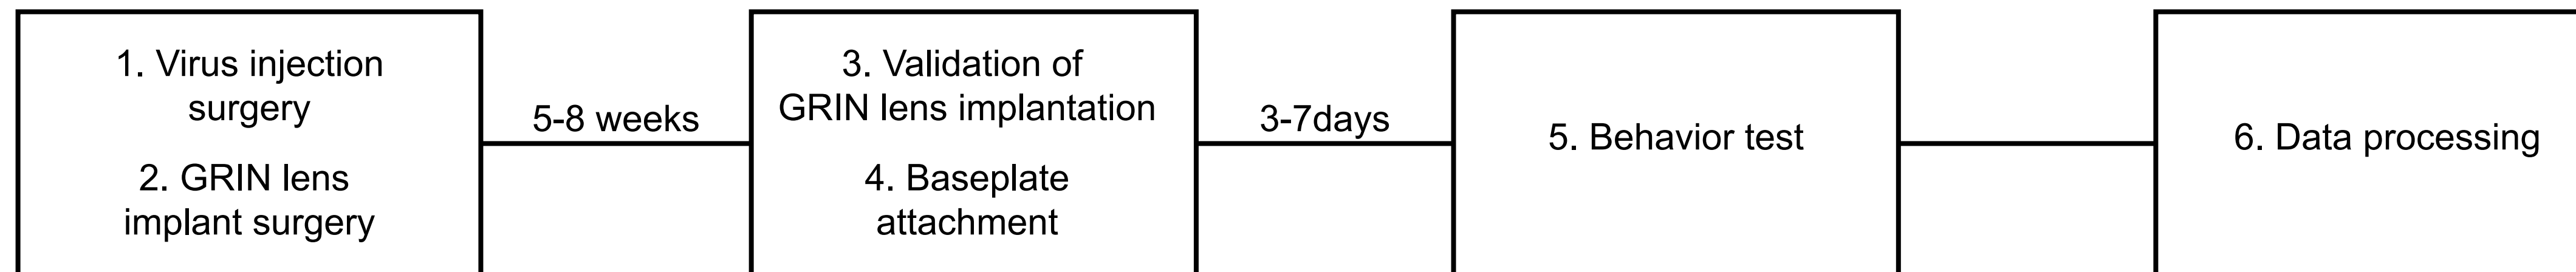 1. Virus injection
surgery
2. GRIN lens
implant surgery
5-8 weeks
3. Validation of
GRIN lens implantation
4. Baseplate
attachment
3-7days
5. Behavior test
6. Data processing